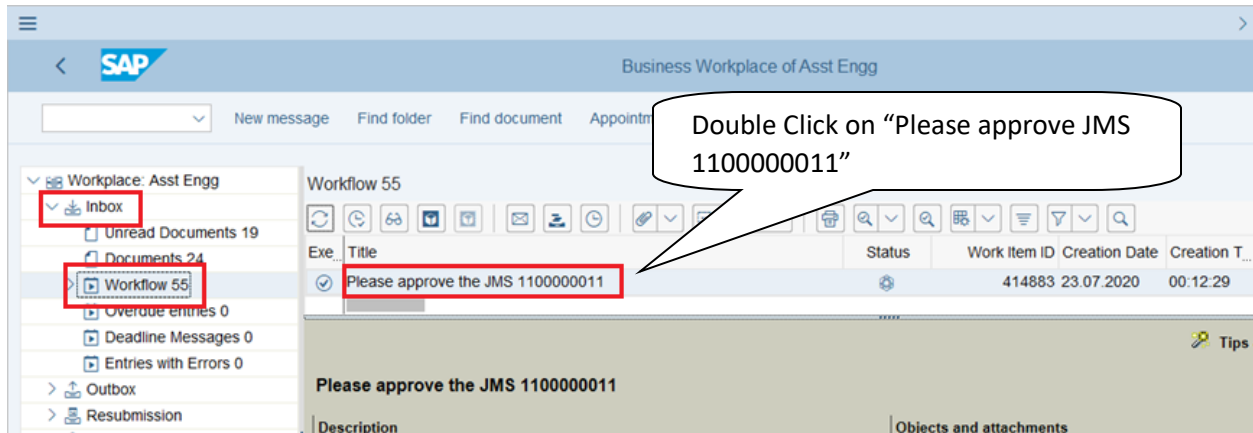 SAP
Business Workplace of Asst Engg
New message Find folder Find document
Double Click on “Please approve JMS
1100000011”
Workplace: Asst Engg
Inbox
Unread Documents 19
Documents 24
Workflow 55
Overdue entries 0
Deadline Messages 0
Entries with Errors 0
Outbox
Resubmission
Workflow 55
Exe... Title Status Work Item ID Creation Date Creation T...
Please approve the JMS 1100000011 414883 23.07.2020 00:12:29
Tips
Please approve the JMS 1100000011
Description Objects and attachments